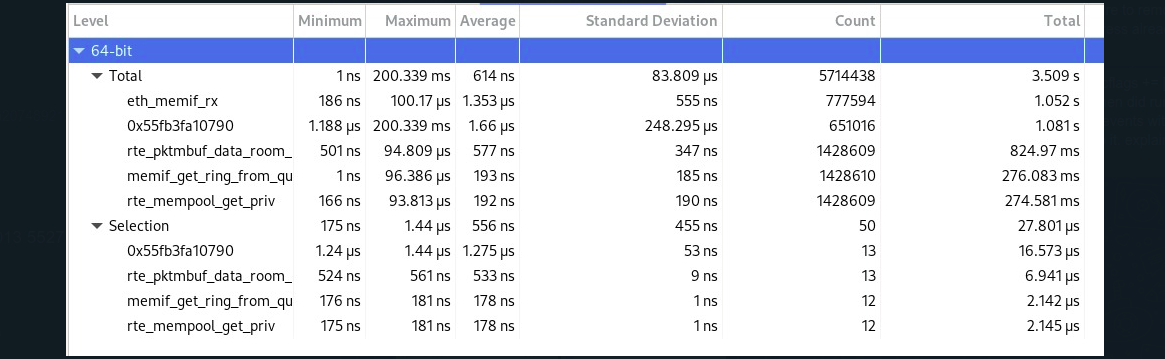 Level Minimum Maximum Average Standard Deviation Count Total
64-bit
Total 1 ns 200.339 ms 614 ns 83.809 µs 5714438 3.509 s
eth_memif_rx 186 ns 100.17 µs 1.353 µs 555 ns 777594 1.052 s
0x55fb3fa10790 1.188 µs 200.339 ms 1.66 µs 248.295 µs 651016 1.081 s
rte_pktmbuf_data_room_ 501 ns 94.809 µs 577 ns 347 ns 1428609 824.97 ms
memif_get_ring_from_qu 1 ns 96.386 µs 193 ns 185 ns 1428610 276.083 ms
rte_mempool_get_priv 166 ns 93.813 µs 192 ns 190 ns 1428609 274.581 ms
Selection 175 ns 1.44 µs 556 ns 455 ns 50 27.801 µs
0x55fb3fa10790 1.24 µs 1.44 µs 1.275 µs 53 ns 13 16.573 µs
rte_pktmbuf_data_room_ 524 ns 561 ns 533 ns 9 ns 13 6.941 µs
memif_get_ring_from_qu 176 ns 181 ns 178 ns 1 ns 12 2.142 µs
rte_mempool_get_priv 175 ns 181 ns 178 ns 1 ns 12 2.145 µs